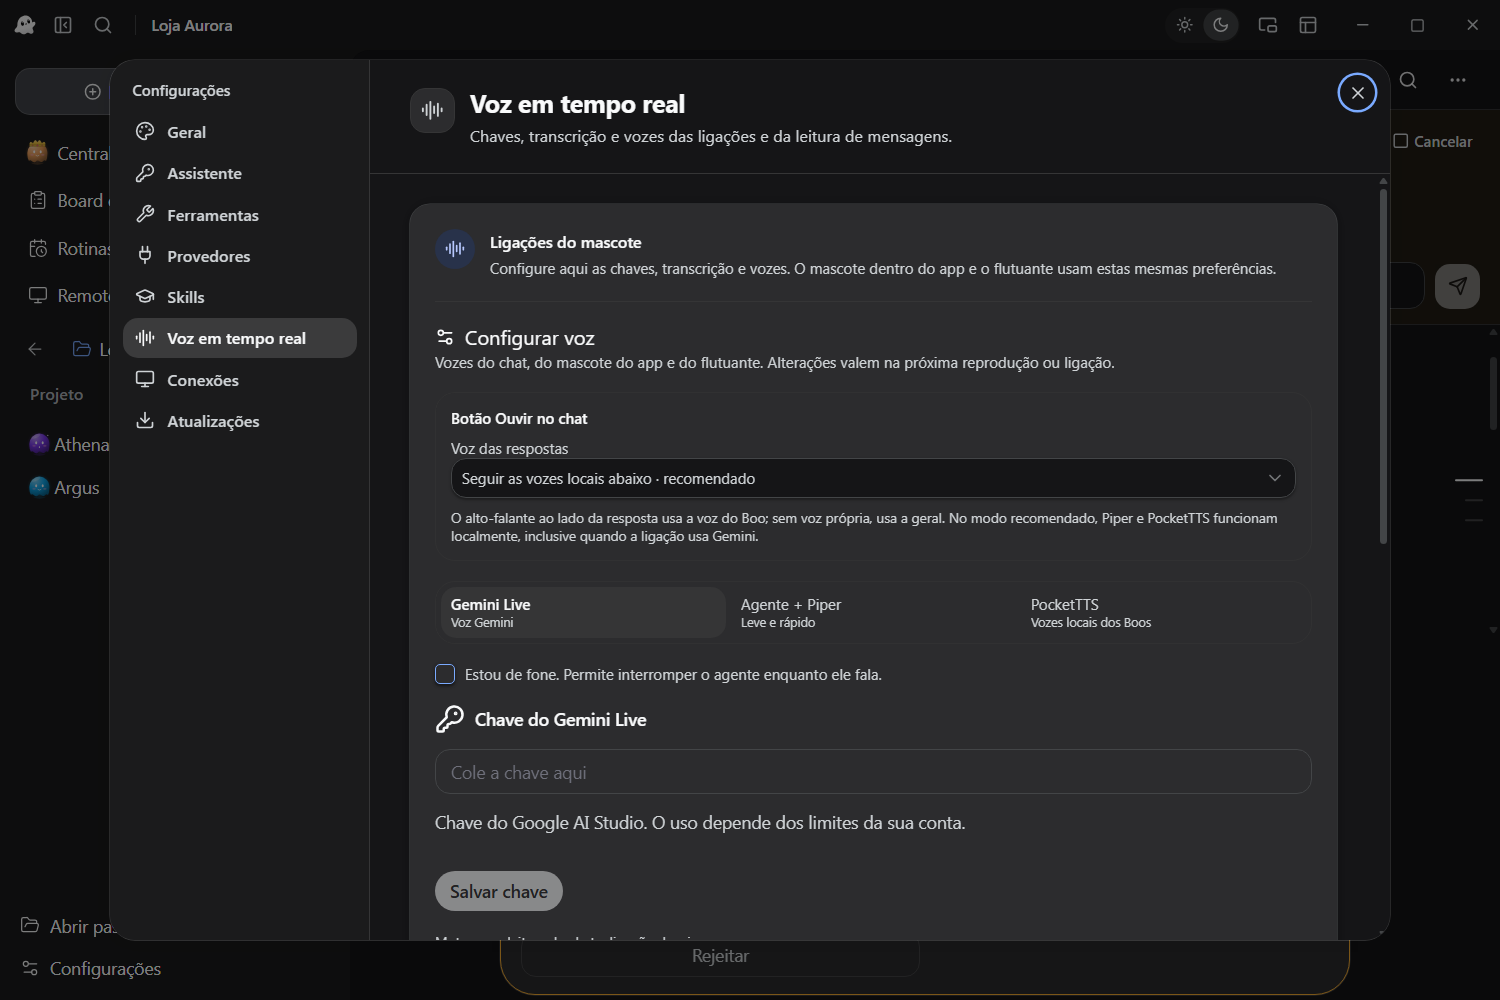 Loja Aurora
Configurações
Geral
Assistente
Ferramentas
Provedores
Skills
Voz em tempo real
Conexões
Atualizações
Central
Board
Rotinas
Projeto
Athena
Argus
Abrir
Configurações
Voz em tempo real
Chaves, transcrição e vozes das ligações e da leitura de mensagens.
Ligações do mascote
Configure aqui as chaves, transcrição e vozes. O mascote dentro do app e o flutuante usam estas mesmas preferências.
Configurar voz
Vozes do chat, do mascote do app e do flutuante. Alterações valem na próxima reprodução ou ligação.
Botão Ouvir no chat
Voz das respostas
Seguir as vozes locais abaixo · recomendado
O alto-falante ao lado da resposta usa a voz do Boo; sem voz própria, usa a geral. No modo recomendado, Piper e PocketTTS funcionam
localmente, inclusive quando a ligação usa Gemini.
Gemini Live
Voz Gemini
Agente + Piper
Leve e rápido
PocketTTS
Vozes locais dos Boos
Estou de fone. Permite interromper o agente enquanto ele fala.
Chave do Gemini Live
Cole a chave aqui
Chave do Google AI Studio. O uso depende dos limites da sua conta.
Salvar chave
Cancelar
Rejeitar